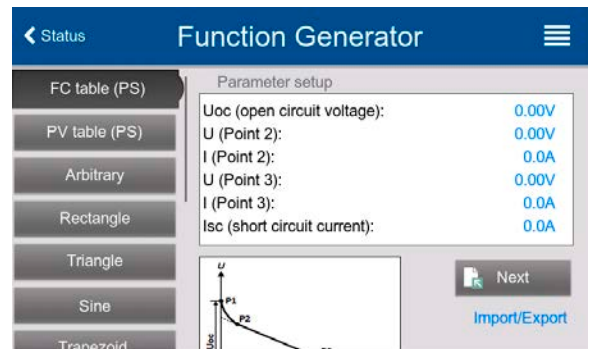 Status
Function Generator
FC table (PS)
PV table (PS)
Arbitrary
Rectangle
Triangle
Sine
Trapezoid
Parameter setup
Uoc (open circuit voltage): 0.00V
U (Point 2): 0.00V
I (Point 2): 0.0A
U (Point 3): 0.00V
I (Point 3): 0.0A
Isc (short circuit current): 0.0A
U
P1
P2
Uoc
Next
Import/Export